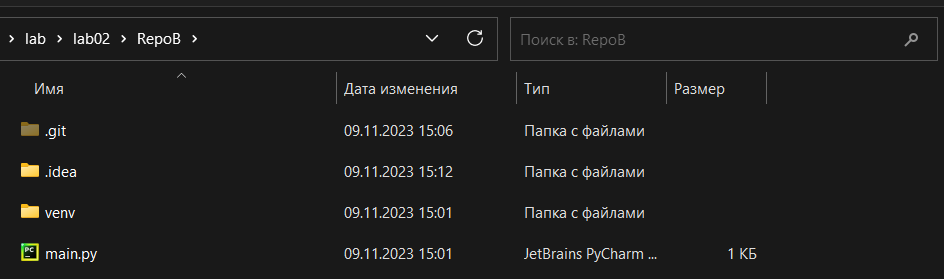 lab > lab02 > RepoB >
Поиск в: RepoB
Имя Дата изменения Тип Размер
.git 09.11.2023 15:06 Папка с файлами
.idea 09.11.2023 15:12 Папка с файлами
venv 09.11.2023 15:01 Папка с файлами
PC main.py 09.11.2023 15:01 JetBrains PyCharm ... 1 КБ